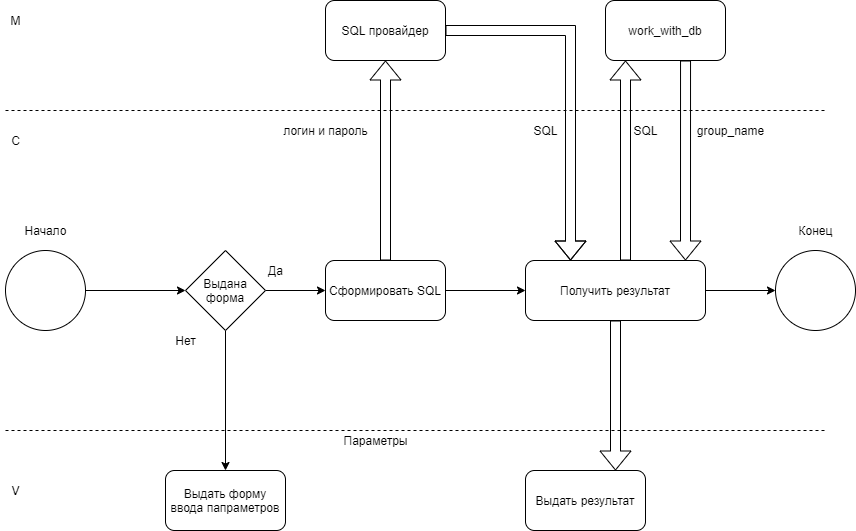 M
SQL провайдер
work_with_db
логин и пароль
SQL
SQL
group_name
C
Начало
Конец
Да
Выдана
форма
Сформировать SQL
Получить результат
Нет
Параметры
V
Выдать форму
ввода папраметров
Выдать результат